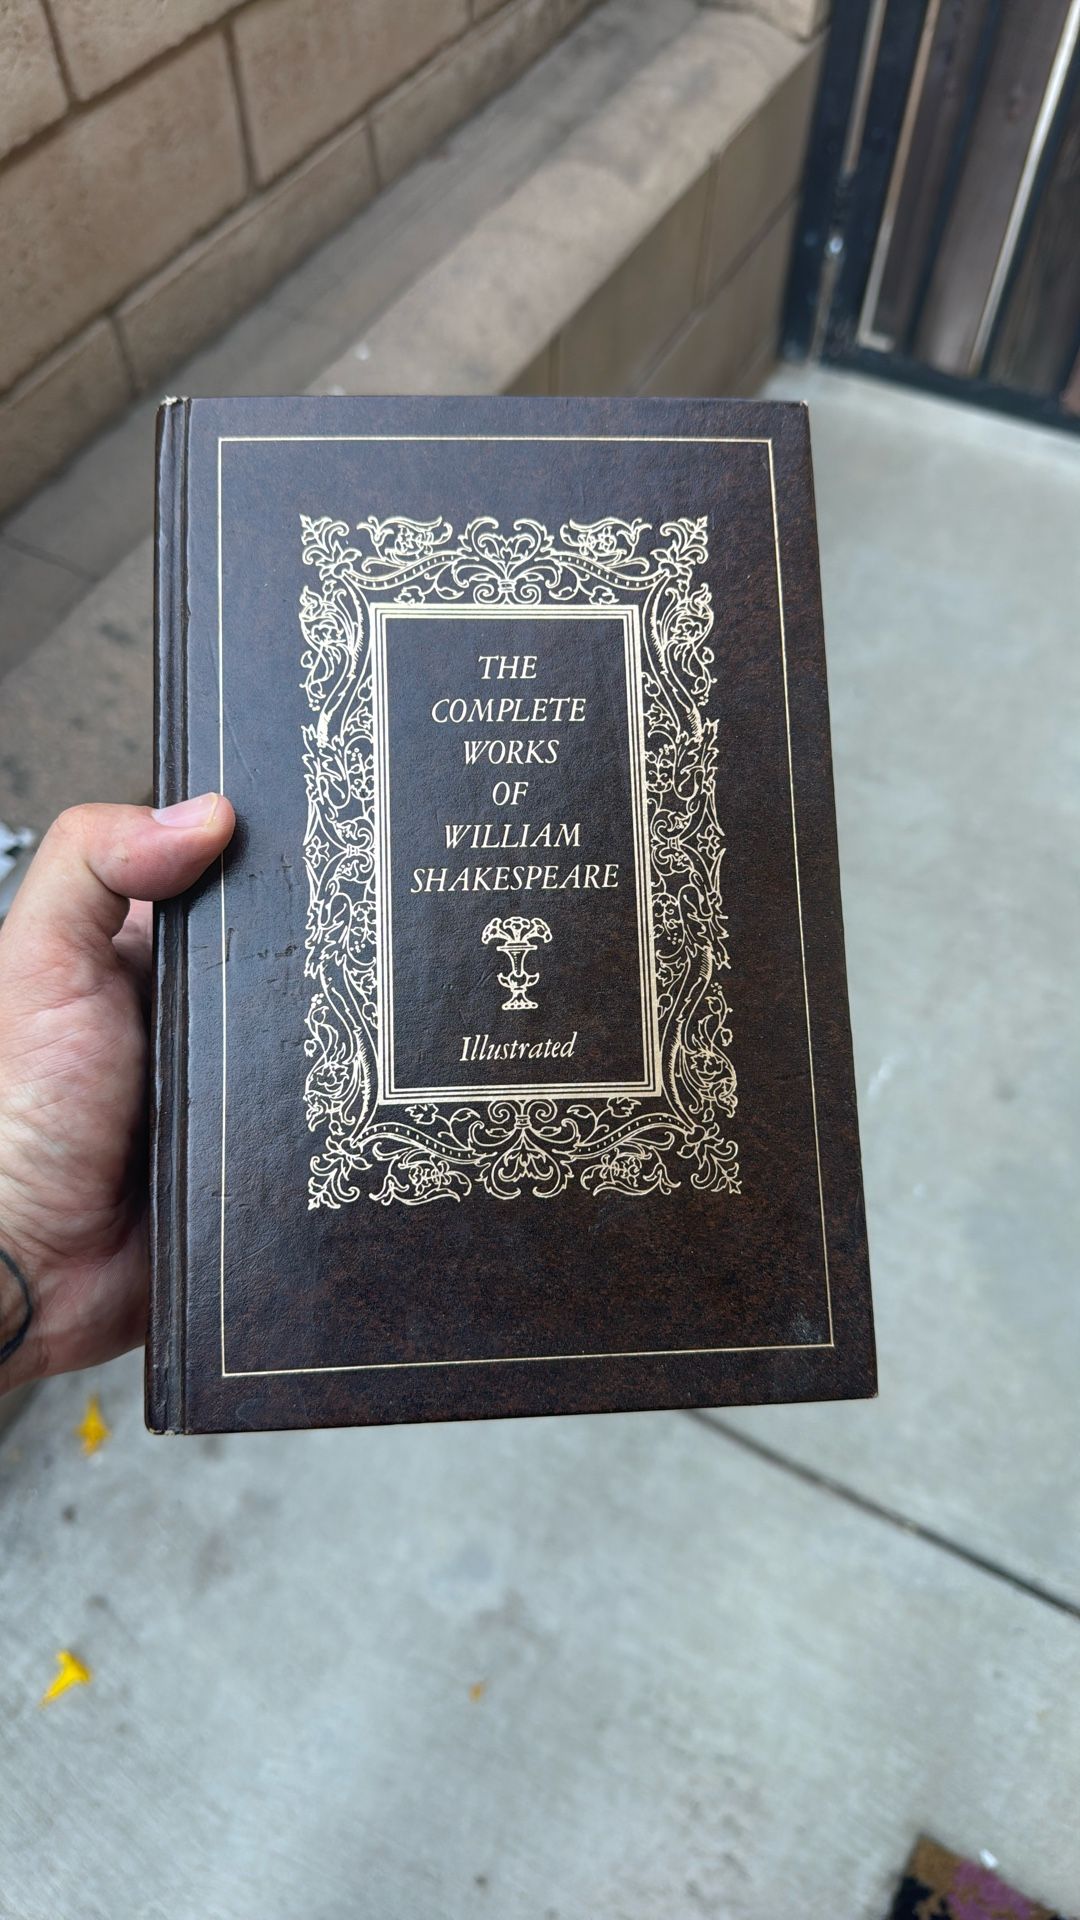 THE
COMPLETE
WORKS
OF
WILLIAM
SHAKESPEARE
Illustrated